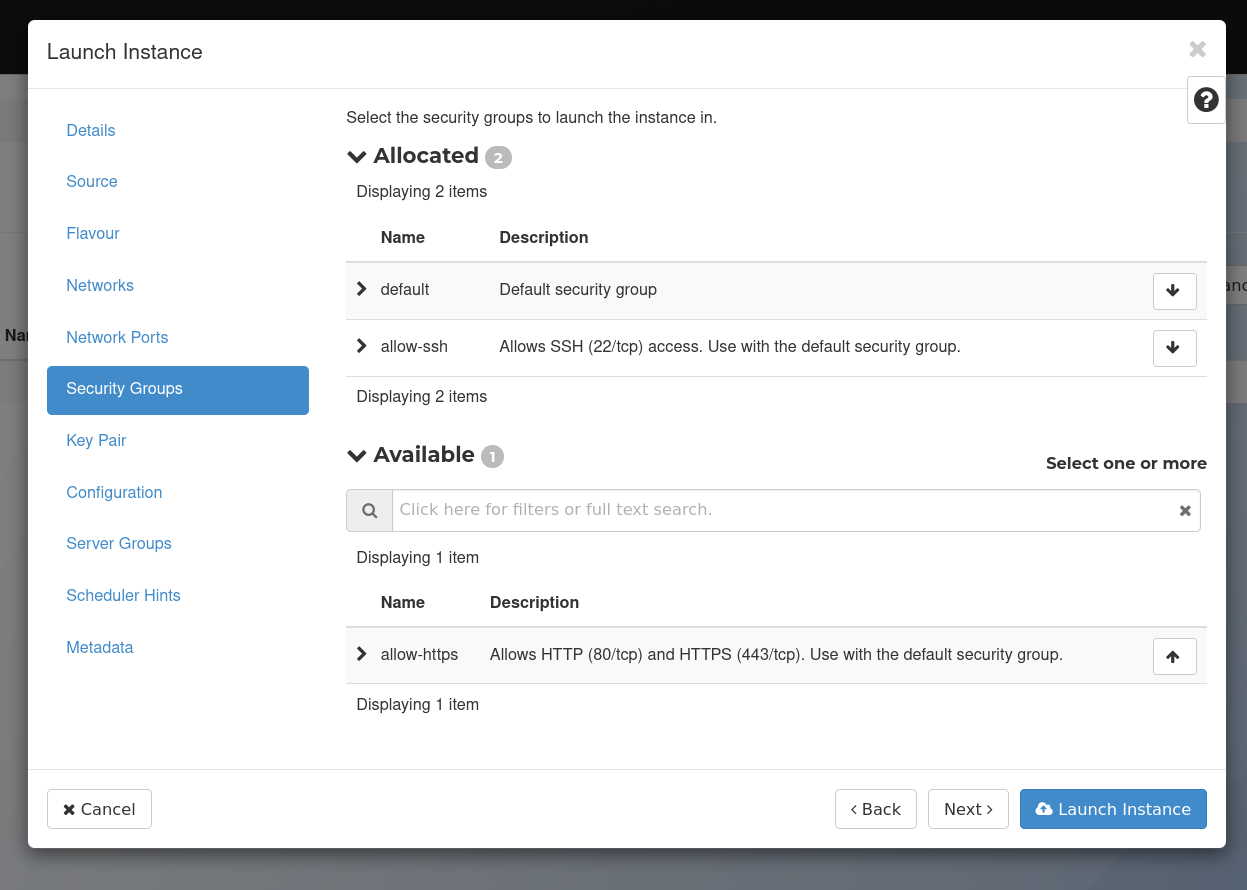 Launch Instance
Details
Source
Flavour
Networks
Network Ports
Security Groups
Key Pair
Configuration
Server Groups
Scheduler Hints
Metadata
Select the security groups to launch the instance in.
Allocated 2
Displaying 2 items
Name Description
default Default security group
allow-ssh Allows SSH (22/tcp) access. Use with the default security group.
Displaying 2 items
Available 1
Select one or more
Click here for filters or full text search.
Displaying 1 item
Name Description
allow-https Allows HTTP (80/tcp) and HTTPS (443/tcp). Use with the default security group.
Displaying 1 item
Cancel
Back
Next
Launch Instance